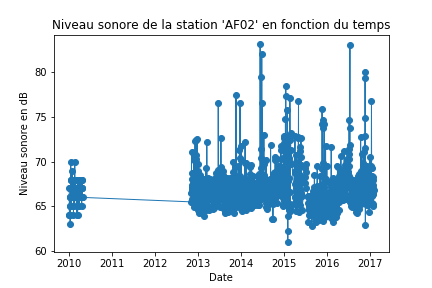 Niveau sonore de la station 'AF02' en fonction du temps
Niveau sonore en dB
80
75
70
65
60
2010 2011 2012 2013 2014 2015 2016 2017
Date